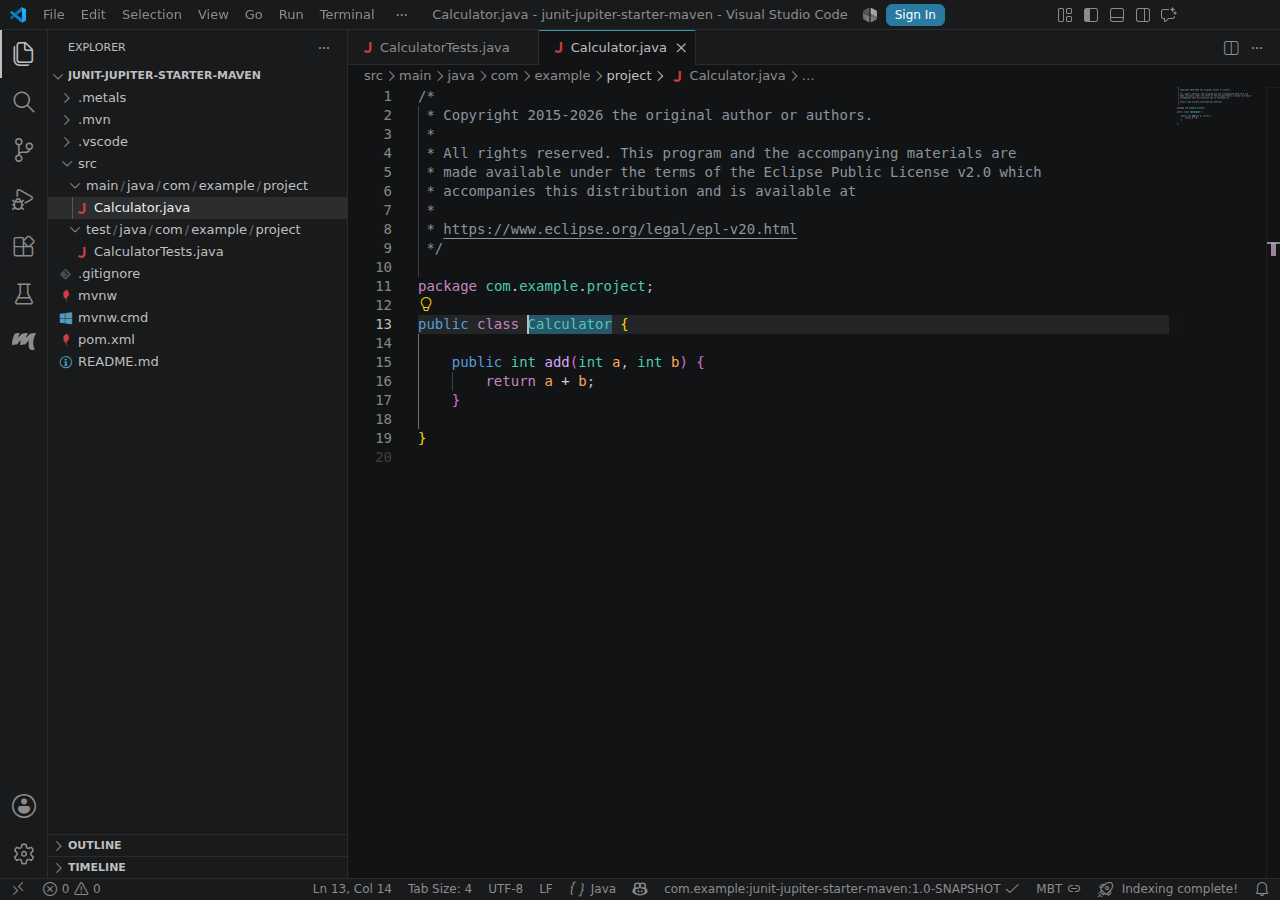 File Edit Selection View Go Run Terminal ··· Calculator.java - junit-jupiter-starter-maven - Visual Studio Code Sign In
EXPLORER ···
JUNIT-JUPITER-STARTER-MAVEN
.metals
.mvn
.vscode
src
main/java/com/example/project
Calculator.java
test/java/com/example/project
CalculatorTests.java
.gitignore
mvnw
mvnw.cmd
pom.xml
README.md
OUTLINE
TIMELINE
CalculatorTests.java Calculator.java
src > main > java > com > example > project > Calculator.java > ...
1 /*
2 * Copyright 2015-2026 the original author or authors.
3 *
4 * All rights reserved. This program and the accompanying materials are
5 * made available under the terms of the Eclipse Public License v2.0 which
6 * accompanies this distribution and is available at
7 *
8 * https://www.eclipse.org/legal/epl-v20.html
9 */
10
11 package com.example.project;
12
13 public class Calculator {
14
15 public int add(int a, int b) {
16 return a + b;
17 }
18
19 }
20
0 0 Ln 13, Col 14 Tab Size: 4 UTF-8 LF {} Java com.example:junit-jupiter-starter-maven:1.0-SNAPSHOT MBT Indexing complete!